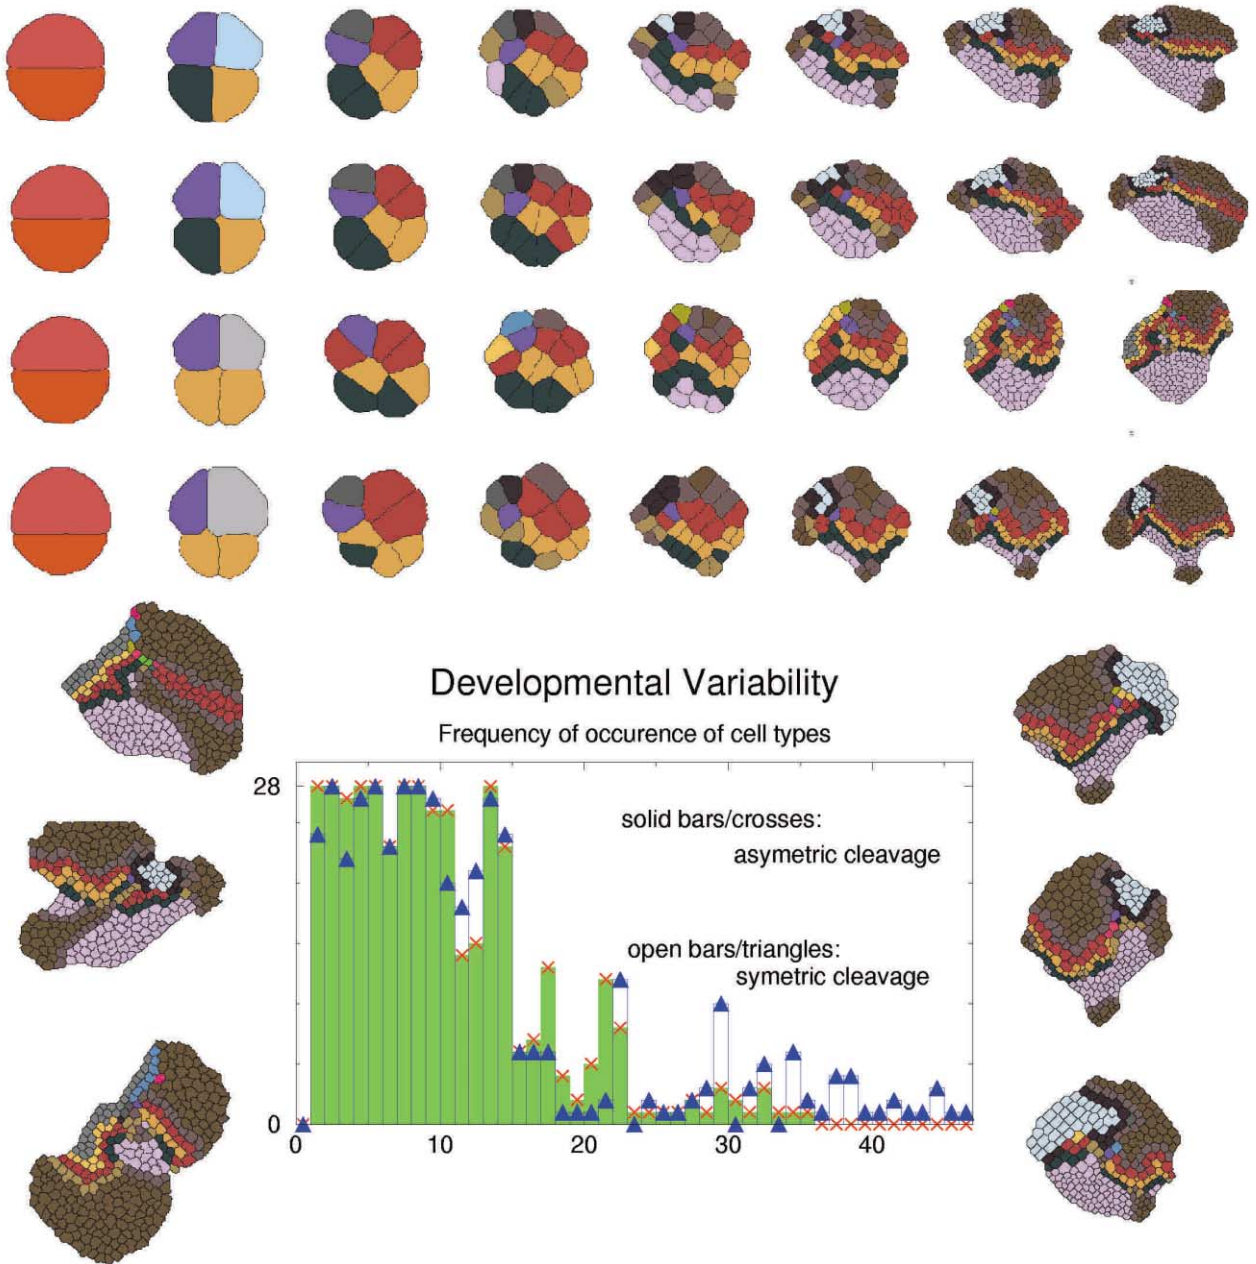 Developmental Variability
Frequency of occurence of cell types
28
solid bars/crosses:
asymetric cleavage
open bars/triangles:
symetric cleavage
0
0 10 20 30 40